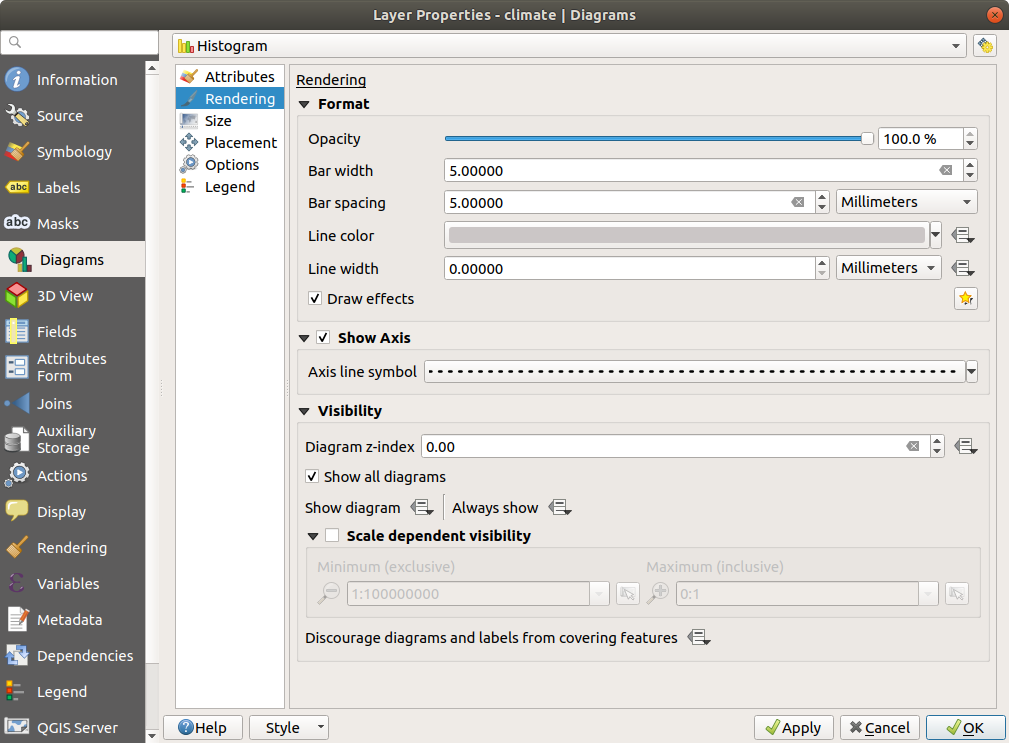 Layer Properties - climate | Diagrams
Histogram
Information
Source
Symbology
abc Labels
abc Masks
Diagrams
3D View
Fields
Attributes
Form
Joins
Auxiliary
Storage
Actions
Display
Rendering
Variables
Metadata
Dependencies
Legend
QGIS Server
Attributes
Rendering
Size
Placement
Options
Legend
Rendering
Format
Opacity 100.0 %
Bar width 5.00000
Bar spacing 5.00000 Millimeters
Line color
Line width 0.00000 Millimeters
Draw effects
Show Axis
Axis line symbol
Visibility
Diagram z-index 0.00
Show all diagrams
Show diagram Always show
Scale dependent visibility
Minimum (exclusive) Maximum (inclusive)
1:100000000 0:1
Discourage diagrams and labels from covering features
Help Style Apply Cancel OK